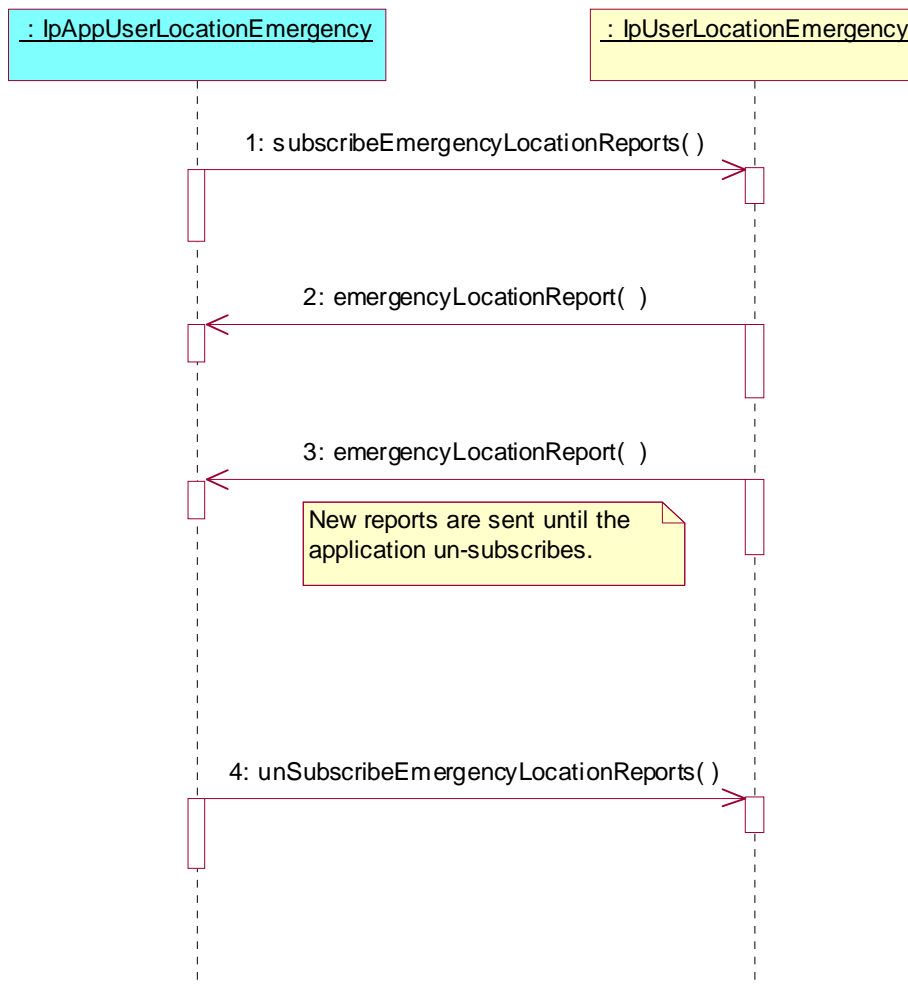 : IpAppUserLocationEmergency
: IpUserLocationEmergency
1: subscribeEmergencyLocationReports( )
2: emergencyLocationReport( )
3: emergencyLocationReport( )
New reports are sent until the
application un-subscribes.
4: unSubscribeEmergencyLocationReports( )